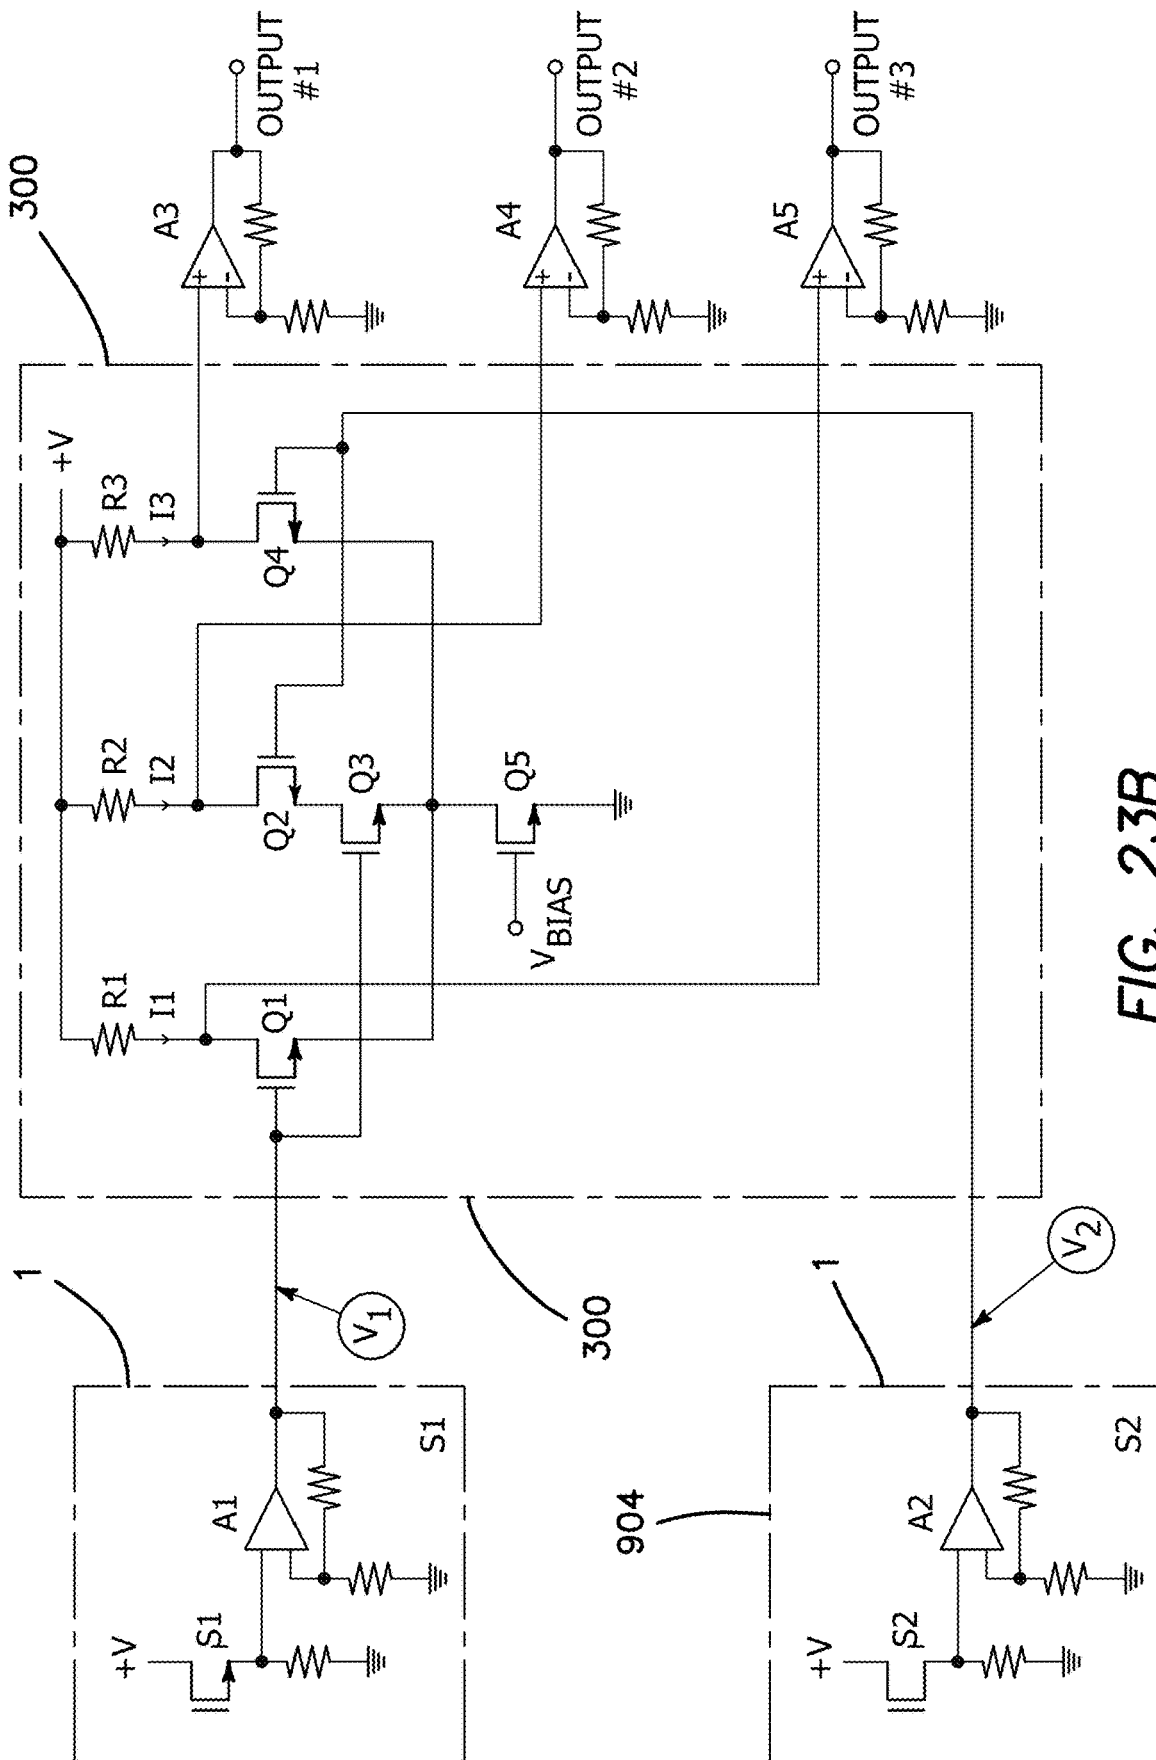 300
+V
R1
R2
R3
I1
I2
I3
Q1
Q2
Q3
Q4
Q5
V BIAS
A3
+
-
OUTPUT
#1
A4
+
-
OUTPUT
#2
A5
+
-
OUTPUT
#3
1
+V
S1
A1
S1
V1
300
904
1
+V
S2
A2
S2
V2
FIG. 23B